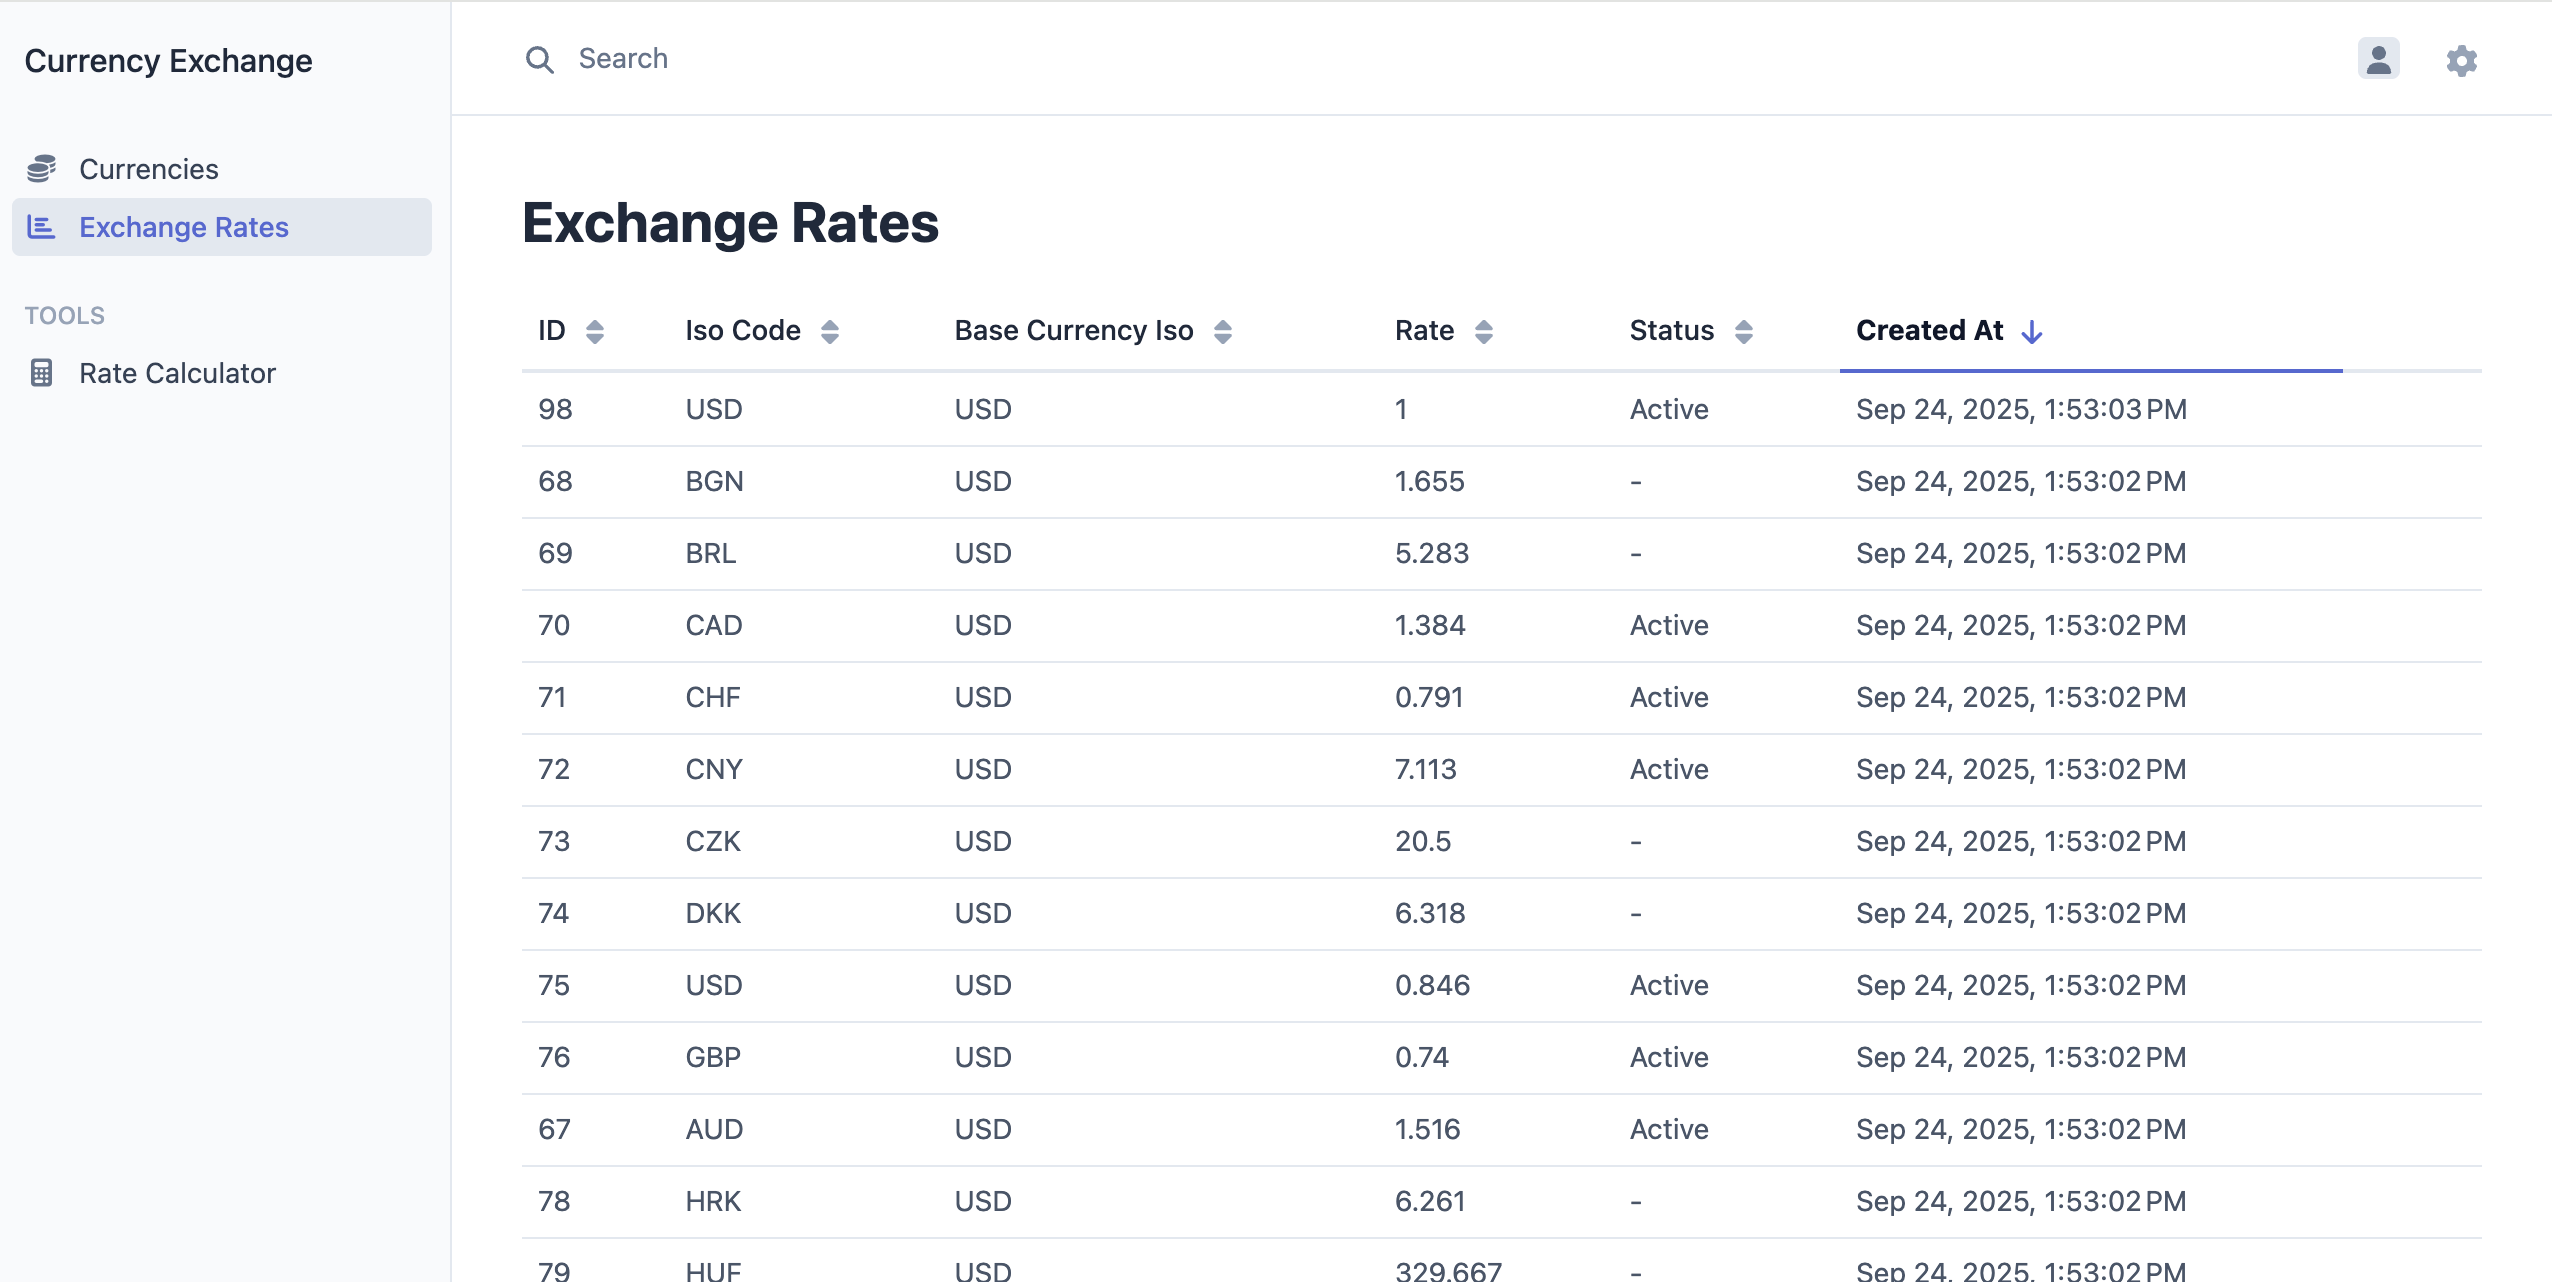 Currency Exchange
Search
Currencies
Exchange Rates
TOOLS
Rate Calculator
Exchange Rates
ID Iso Code Base Currency Iso Rate Status Created At
98 USD USD 1 Active Sep 24, 2025, 1:53:03 PM
68 BGN USD 1.655 - Sep 24, 2025, 1:53:02 PM
69 BRL USD 5.283 - Sep 24, 2025, 1:53:02 PM
70 CAD USD 1.384 Active Sep 24, 2025, 1:53:02 PM
71 CHF USD 0.791 Active Sep 24, 2025, 1:53:02 PM
72 CNY USD 7.113 Active Sep 24, 2025, 1:53:02 PM
73 CZK USD 20.5 - Sep 24, 2025, 1:53:02 PM
74 DKK USD 6.318 - Sep 24, 2025, 1:53:02 PM
75 USD USD 0.846 Active Sep 24, 2025, 1:53:02 PM
76 GBP USD 0.74 Active Sep 24, 2025, 1:53:02 PM
67 AUD USD 1.516 Active Sep 24, 2025, 1:53:02 PM
78 HRK USD 6.261 - Sep 24, 2025, 1:53:02 PM
79 HUF USD 329.667 - Sep 24, 2025, 1:53:02 PM